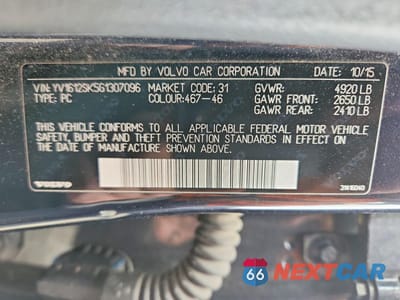 MFD BY VOLVO CAR CORPORATION DATE: 10/15
VIN: YV1612SK5G1307096 MARKET CODE: 31 GVWR: 4920 LB
TYPE: PC COLOUR: 467-46 GAWR FRONT: 2650 LB
GAWR REAR: 2410 LB
THIS VEHICLE CONFORMS TO ALL APPLICABLE FEDERAL MOTOR VEHICLE
SAFETY, BUMPER AND THEFT PREVENTION STANDARDS IN EFFECT ON
THE DATE OF MANUFACTURE SHOWN ABOVE.
VOLVO
66 NEXTCAR